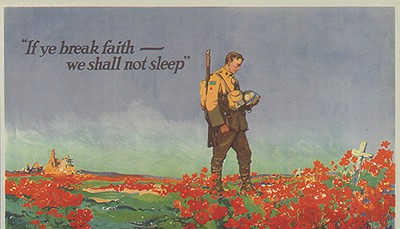 "If ye break faith —
we shall not sleep"